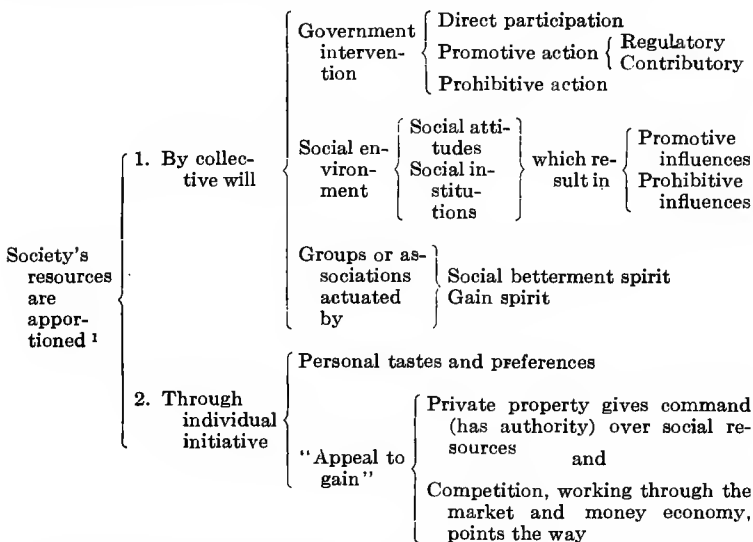 Society's
resources
are
appor-
tioned 1
1. By collec-
tive will
Government
interven-
tion
Direct participation
Promotive action
Regulatory
Contributory
Prohibitive action
Social en-
viron-
ment
Social atti-
tudes
Social in-
stitu-
tions
which re-
sult in
Promotive
influences
Prohibitive
influences
Groups or as-
sociations
actuated
by
Social betterment spirit
Gain spirit
2. Through
individual
initiative
Personal tastes and preferences
"Appeal to
gain"
Private property gives command
(has authority) over social re-
sources
and
Competition, working through the
market and money economy,
points the way